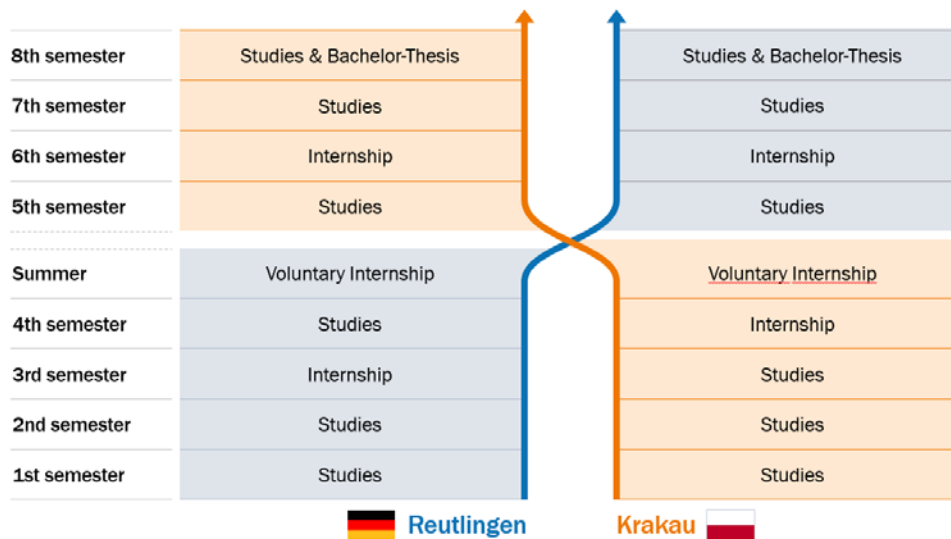 8th semester Studies & Bachelor-Thesis Studies & Bachelor-Thesis
7th semester Studies Studies
6th semester Internship Internship
5th semester Studies Studies
Summer Voluntary Internship Voluntary Internship
4th semester Studies Internship
3rd semester Internship Studies
2nd semester Studies Studies
1st semester Studies Studies
Reutlingen Krakau